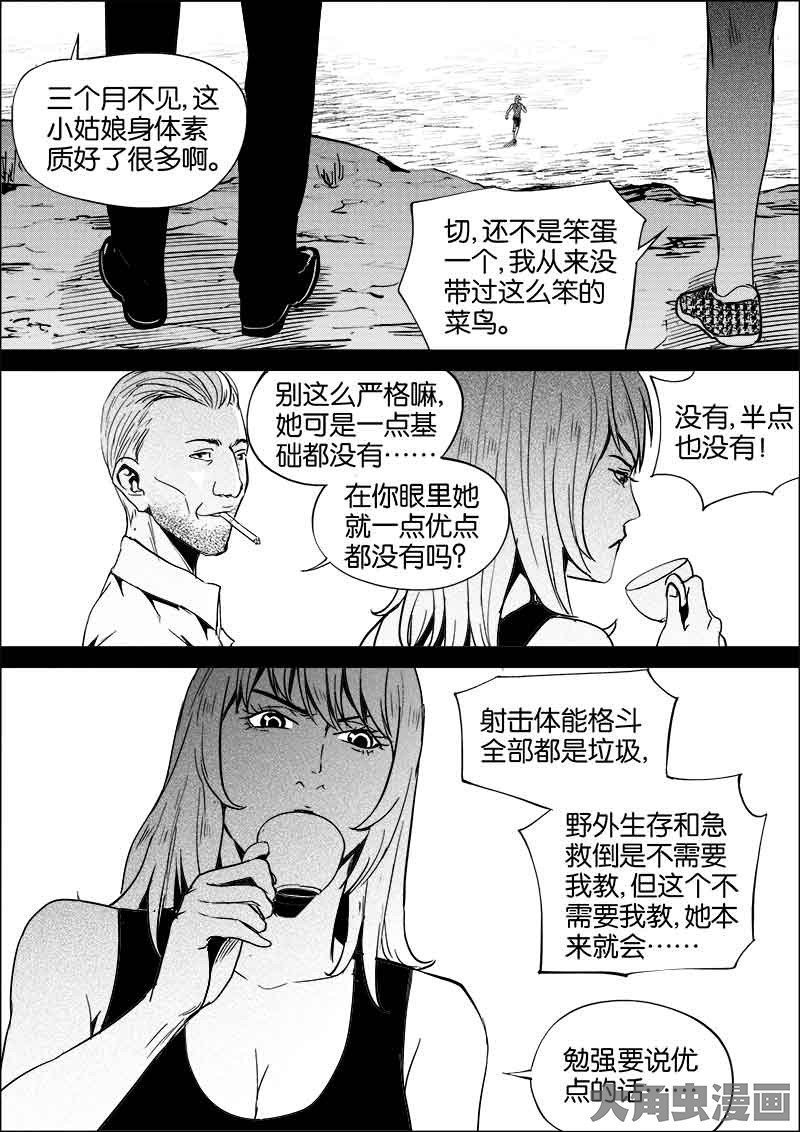 三个月不见,这
小姑娘身体素
质好了很多啊。
切,还不是笨蛋
一个,我从来没
带过这么笨的
菜鸟。
别这么严格嘛,
她可是一点基
础都没有……
在你眼里她
就一点优点
都没有吗?
没有,半点
也没有!
射击体能格斗
全部都是垃圾,
野外生存和急
救倒是不需要
我教,但这个不
需要我教,她本
来就会……
勉强要说优
点的话……
大角虫漫画